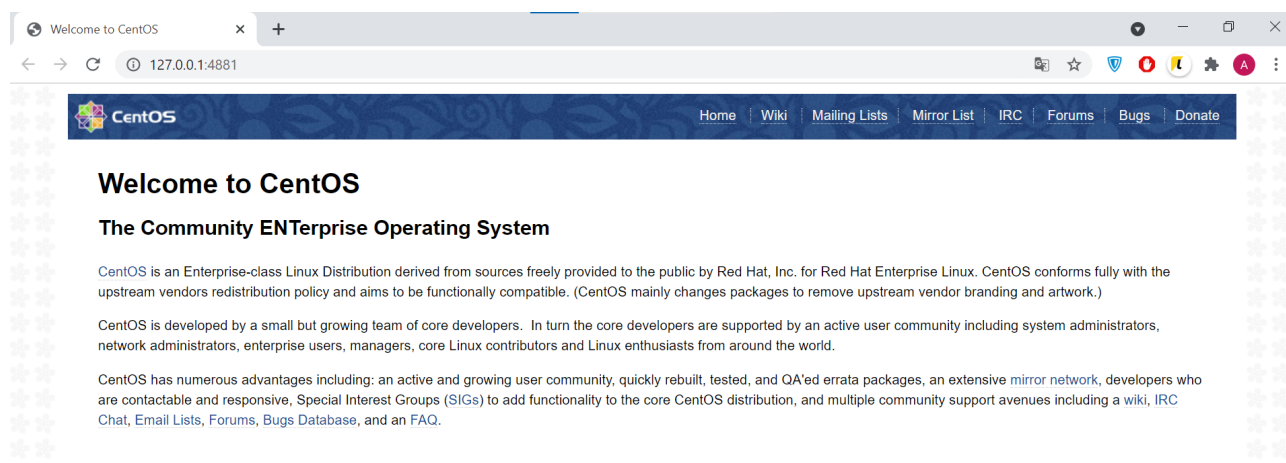 Welcome to CentOS
127.0.0.1:4881
A
CentOS
Home Wiki Mailing Lists Mirror List IRC Forums Bugs Donate
Welcome to CentOS
The Community ENTerprise Operating System
CentOS is an Enterprise-class Linux Distribution derived from sources freely provided to the public by Red Hat, Inc. for Red Hat Enterprise Linux. CentOS conforms fully with the
upstream vendors redistribution policy and aims to be functionally compatible. (CentOS mainly changes packages to remove upstream vendor branding and artwork.)
CentOS is developed by a small but growing team of core developers.  In turn the core developers are supported by an active user community including system administrators,
network administrators, enterprise users, managers, core Linux contributors and Linux enthusiasts from around the world.
CentOS has numerous advantages including: an active and growing user community, quickly rebuilt, tested, and QA'ed errata packages, an extensive mirror network, developers who
are contactable and responsive, Special Interest Groups (SIGs) to add functionality to the core CentOS distribution, and multiple community support avenues including a wiki, IRC
Chat, Email Lists, Forums, Bugs Database, and an FAQ.